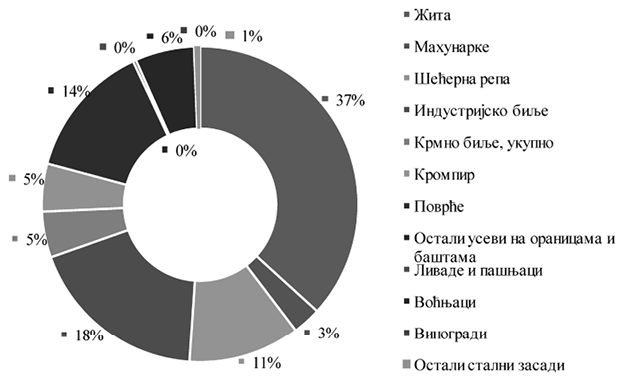 0%
6%
0%
1%
37%
14%
0%
5%
5%
18%
11%
3%
Жита
Махунарке
Шећерна репа
Индустријско биље
Крмно биље, укупно
Кромпир
Поврће
Остали усеви на ораницама и
баштама
Ливаде и пашњаци
Воћњаци
Виногради
Остали стални засади